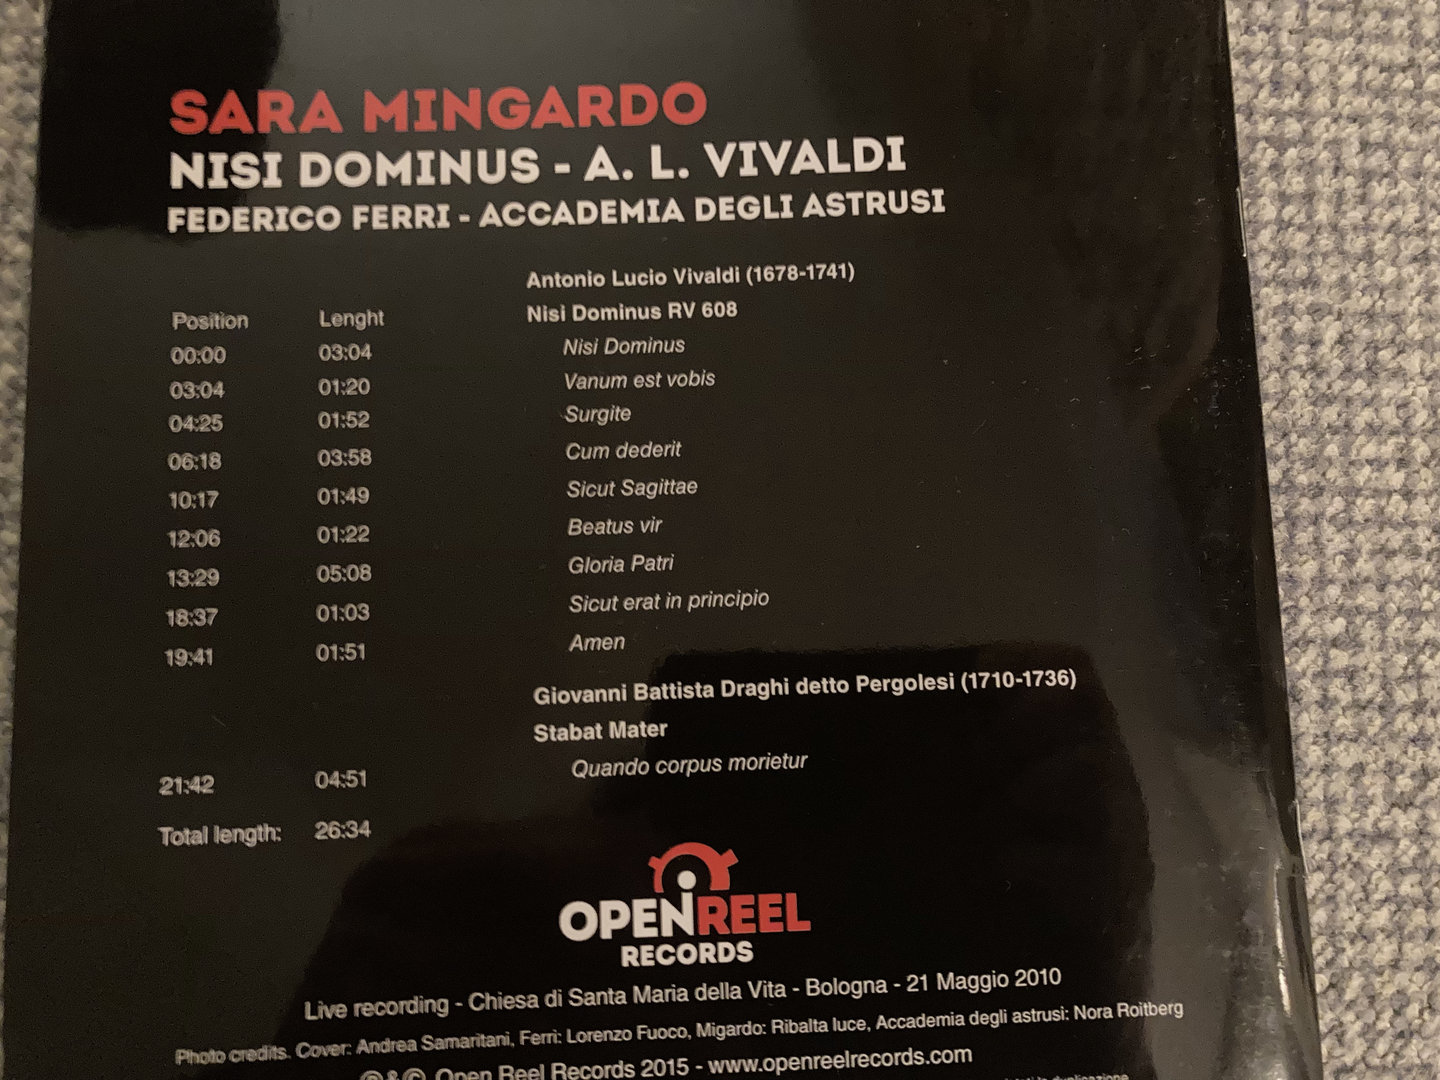 SARA MINGARDO
NISI DOMINUS - A. L. VIVALDI
FEDERICO FERRI - ACCADEMIA DEGLI ASTRUSI
Antonio Lucio Vivaldi (1678-1741)
Position Lenght Nisi Dominus RV 608
00:00 03:04 Nisi Dominus
03:04 01:20 Vanum est vobis
04:25 01:52 Surgite
06:18 03:58 Cum dederit
10:17 01:49 Sicut Sagittae
12:06 01:22 Beatus vir
13:29 05:08 Gloria Patri
18:37 01:03 Sicut erat in principio
19:41 01:51 Amen
Giovanni Battista Draghi detto Pergolesi (1710-1736)
Stabat Mater
21:42 04:51 Quando corpus morietur
Total length: 26:34
OPENREEL
RECORDS
Live recording - Chiesa di Santa Maria della Vita - Bologna - 21 Maggio 2010
Photo credits. Cover: Andrea Samaritani, Ferri: Lorenzo Fuoco, Migardo: Ribalta luce, Accademia degli astrusi: Nora Roitberg
℗ & © Open Reel Records 2015 - www.openreelrecords.com
duplicazione